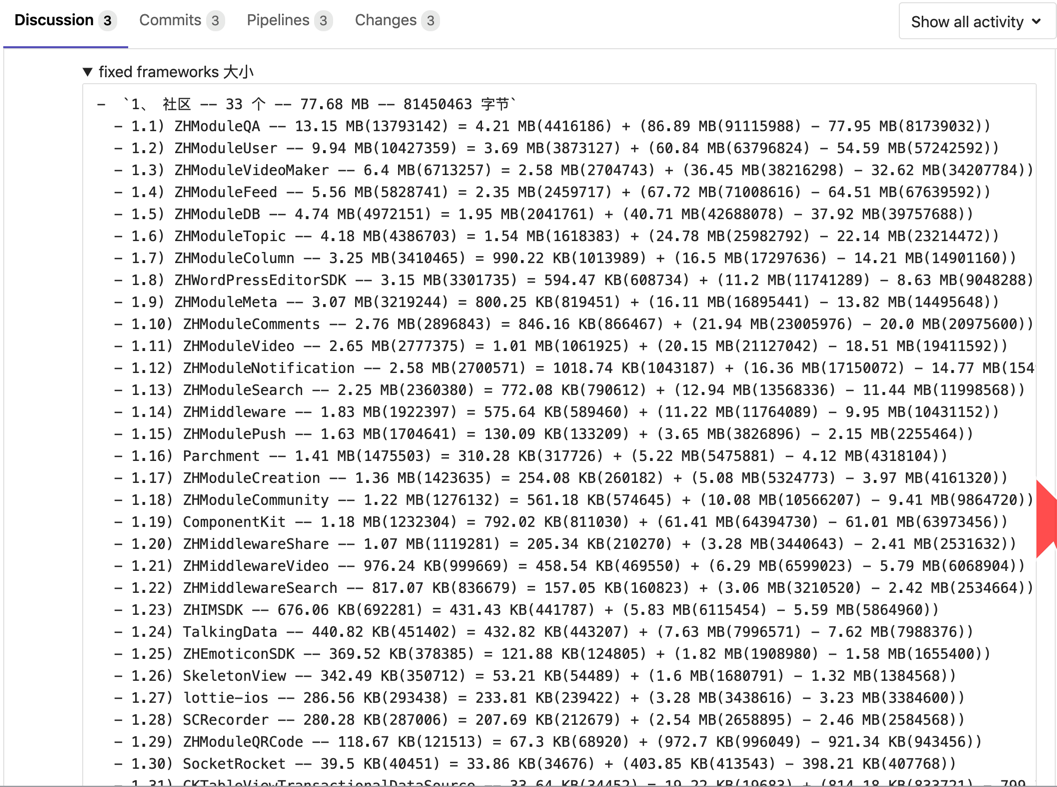 Discussion 3 Commits 3 Pipelines 3 Changes 3 Show all activity
▼ fixed frameworks 大小
- `1、 社区 -- 33 个 -- 77.68 MB -- 81450463 字节`
- 1.1) ZHModuleQA -- 13.15 MB(13793142) = 4.21 MB(4416186) + (86.89 MB(91115988) - 77.95 MB(81739032))
- 1.2) ZHModuleUser -- 9.94 MB(10427359) = 3.69 MB(3873127) + (60.84 MB(63796824) - 54.59 MB(57242592))
- 1.3) ZHModuleVideoMaker -- 6.4 MB(6713257) = 2.58 MB(2704743) + (36.45 MB(38216298) - 32.62 MB(34207784))
- 1.4) ZHModuleFeed -- 5.56 MB(5828741) = 2.35 MB(2459717) + (67.72 MB(71008616) - 64.51 MB(67639592))
- 1.5) ZHModuleDB -- 4.74 MB(4972151) = 1.95 MB(2041761) + (40.71 MB(42688078) - 37.92 MB(39757688))
- 1.6) ZHModuleTopic -- 4.18 MB(4386703) = 1.54 MB(1618383) + (24.78 MB(25982792) - 22.14 MB(23214472))
- 1.7) ZHModuleColumn -- 3.25 MB(3410465) = 990.22 KB(1013989) + (16.5 MB(17297636) - 14.21 MB(14901160))
- 1.8) ZHWordPressEditorSDK -- 3.15 MB(3301735) = 594.47 KB(608734) + (11.2 MB(11741289) - 8.63 MB(9048288)
- 1.9) ZHModuleMeta -- 3.07 MB(3219244) = 800.25 KB(819451) + (16.11 MB(16895441) - 13.82 MB(14495648))
- 1.10) ZHModuleComments -- 2.76 MB(2896843) = 846.16 KB(866467) + (21.94 MB(23005976) - 20.0 MB(20975600))
- 1.11) ZHModuleVideo -- 2.65 MB(2777375) = 1.01 MB(1061925) + (20.15 MB(21127042) - 18.51 MB(19411592))
- 1.12) ZHModuleNotification -- 2.58 MB(2700571) = 1018.74 KB(1043187) + (16.36 MB(17150072) - 14.77 MB(154
- 1.13) ZHModuleSearch -- 2.25 MB(2360380) = 772.08 KB(790612) + (12.94 MB(13568336) - 11.44 MB(11998568)
- 1.14) ZHMiddleware -- 1.83 MB(1922397) = 575.64 KB(589460) + (11.22 MB(11764089) - 9.95 MB(10431152))
- 1.15) ZHModulePush -- 1.63 MB(1704641) = 130.09 KB(133209) + (3.65 MB(3826896) - 2.15 MB(2255464))
- 1.16) Parchment -- 1.41 MB(1475503) = 310.28 KB(317726) + (5.22 MB(5475881) - 4.12 MB(4318104))
- 1.17) ZHModuleCreation -- 1.36 MB(1423635) = 254.08 KB(260182) + (5.08 MB(5324773) - 3.97 MB(4161320))
- 1.18) ZHModuleCommunity -- 1.22 MB(1276132) = 561.18 KB(574645) + (10.08 MB(10566207) - 9.41 MB(9864720))
- 1.19) ComponentKit -- 1.18 MB(1232304) = 792.02 KB(811030) + (61.41 MB(64394730) - 61.01 MB(63973456))
- 1.20) ZHMiddlewareShare -- 1.07 MB(1119281) = 205.34 KB(210270) + (3.28 MB(3440643) - 2.41 MB(2531632))
- 1.21) ZHMiddlewareVideo -- 976.24 KB(999669) = 458.54 KB(469550) + (6.29 MB(6599023) - 5.79 MB(6068904))
- 1.22) ZHMiddlewareSearch -- 817.07 KB(836679) = 157.05 KB(160823) + (3.06 MB(3210520) - 2.42 MB(2534664))
- 1.23) ZHIMSDK -- 676.06 KB(692281) = 431.43 KB(441787) + (5.83 MB(6115454) - 5.59 MB(5864960))
- 1.24) TalkingData -- 440.82 KB(451402) = 432.82 KB(443207) + (7.63 MB(7996571) - 7.62 MB(7988376))
- 1.25) ZHEmoticonSDK -- 369.52 KB(378385) = 121.88 KB(124805) + (1.82 MB(1908980) - 1.58 MB(1655400))
- 1.26) SkeletonView -- 342.49 KB(350712) = 53.21 KB(54489) + (1.6 MB(1680791) - 1.32 MB(1384568))
- 1.27) lottie-ios -- 286.56 KB(293438) = 233.81 KB(239422) + (3.28 MB(3438616) - 3.23 MB(3384600))
- 1.28) SCRecorder -- 280.28 KB(287006) = 207.69 KB(212679) + (2.54 MB(2658895) - 2.46 MB(2584568))
- 1.29) ZHModuleQRCode -- 118.67 KB(121513) = 67.3 KB(68920) + (972.7 KB(996049) - 921.34 KB(943456))
- 1.30) SocketRocket -- 39.5 KB(40451) = 33.86 KB(34676) + (403.85 KB(413543) - 398.21 KB(407768))
- 1.31) CKTableViewTransactionalDataSource -- 33.64 KB(34452) = 19.22 KB(19683) + (814.18 KB(833721) - 799